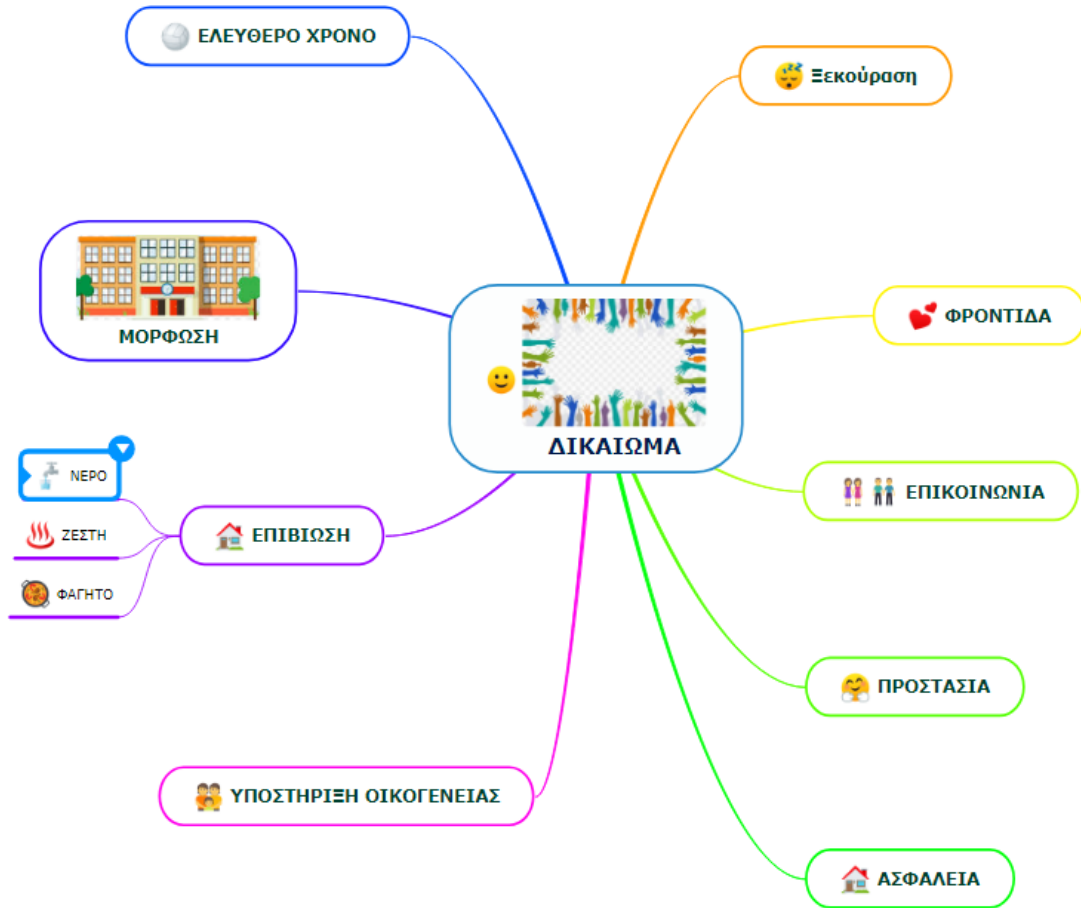 ΕΛΕΥΘΕΡΟ ΧΡΟΝΟ
Ξεκούραση
ΜΟΡΦΩΣΗ
ΦΡΟΝΤΙΔΑ
ΔΙΚΑΙΩΜΑ
ΝΕΡΟ
ΖΕΣΤΗ
ΦΑΓΗΤΟ
ΕΠΙΒΙΩΣΗ
ΕΠΙΚΟΙΝΩΝΙΑ
ΠΡΟΣΤΑΣΙΑ
ΥΠΟΣΤΗΡΙΞΗ ΟΙΚΟΓΕΝΕΙΑΣ
ΑΣΦΑΛΕΙΑ